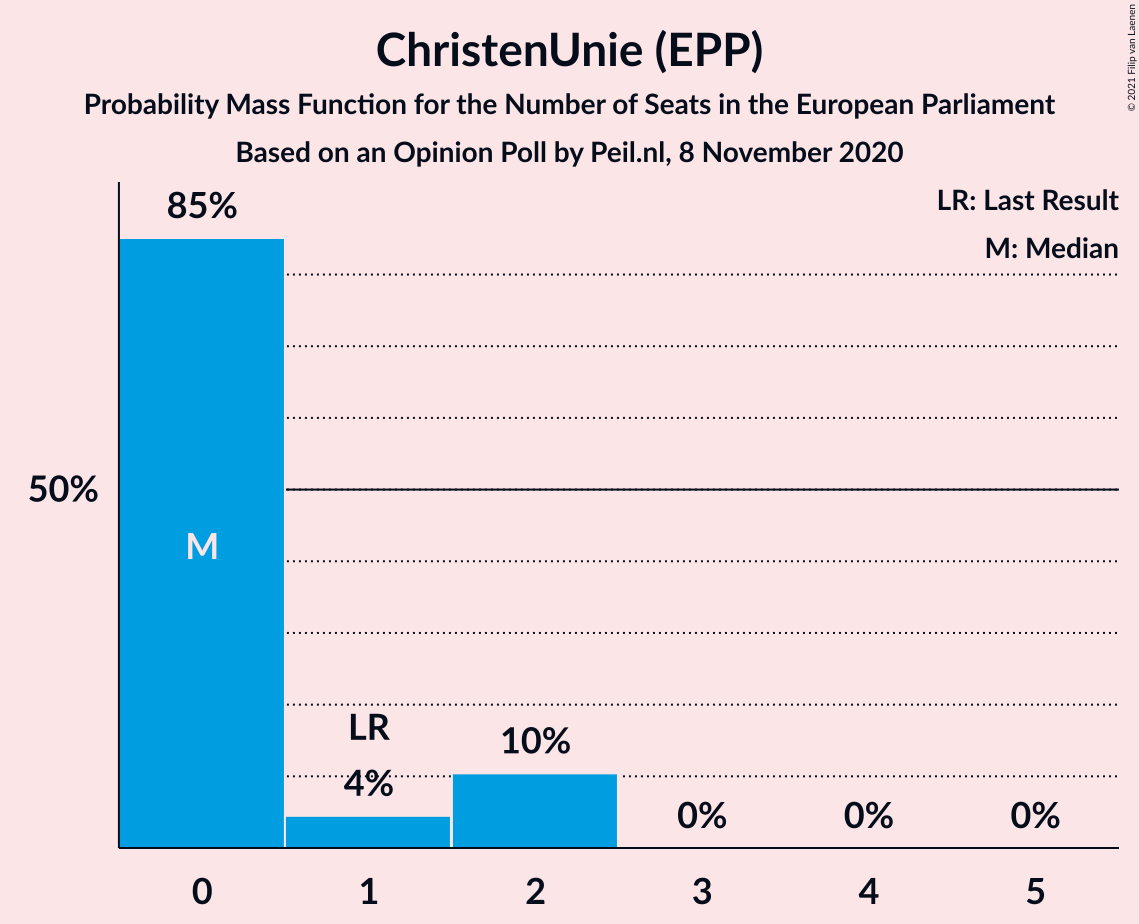 ChristenUnie (EPP)
Probability Mass Function for the Number of Seats in the European Parliament
Based on an Opinion Poll by Peil.nl, 8 November 2020
© 2021 Filip van Laenen
LR: Last Result
M: Median
85%
50%
M
LR
4%
10%
0%
0%
0%
0
1
2
3
4
5